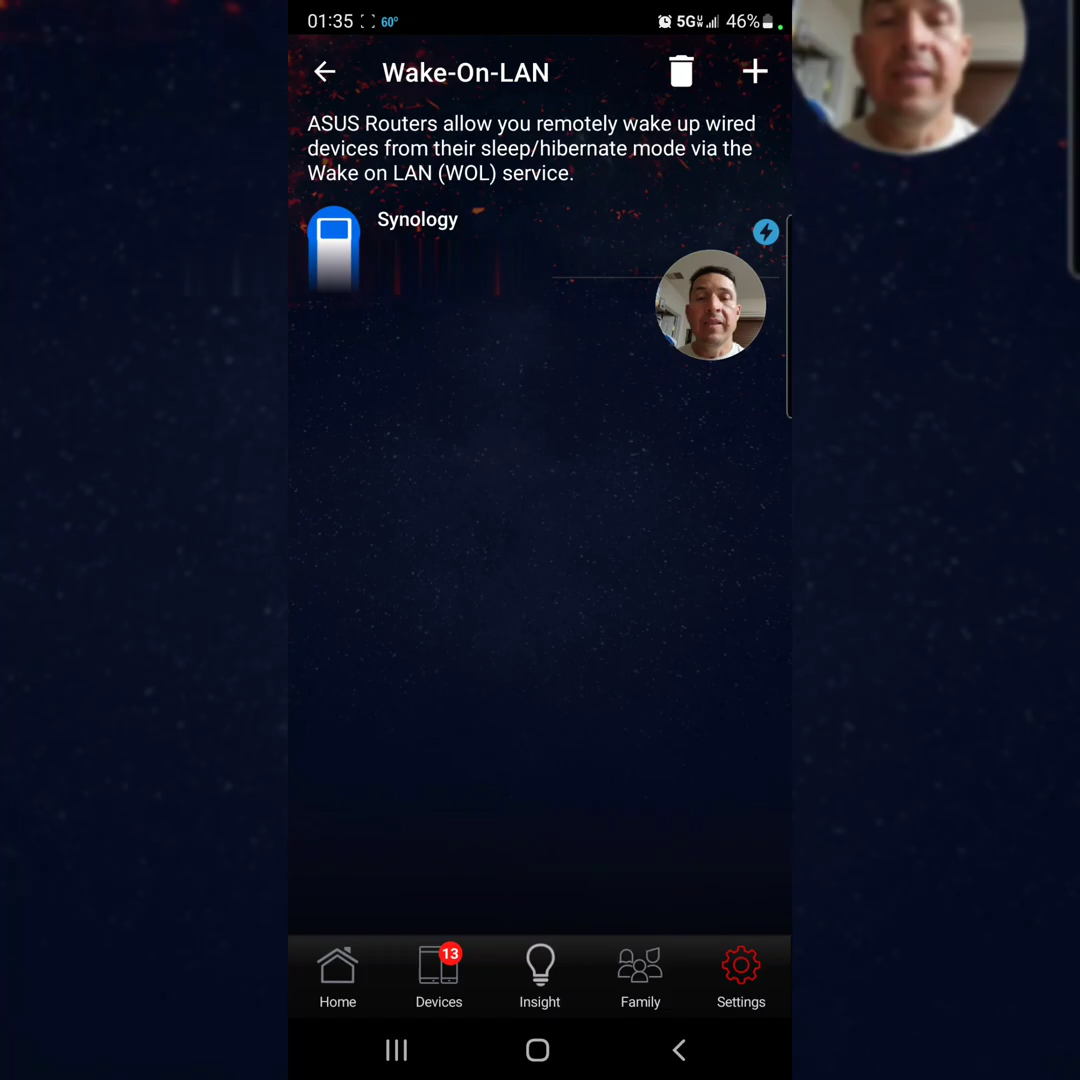 01:35 60° 5G UW 46%
Wake-On-LAN
ASUS Routers allow you remotely wake up wired
devices from their sleep/hibernate mode via the
Wake on LAN (WOL) service.
Synology
13
Home Devices Insight Family Settings